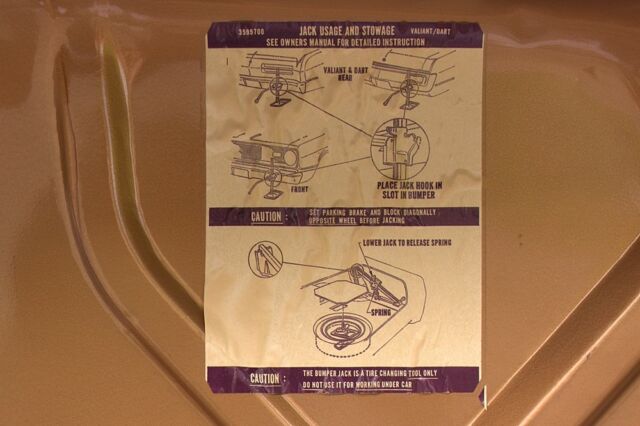 3595700 JACK USAGE AND STOWAGE VALIANT/DART
SEE OWNERS MANUAL FOR DETAILED INSTRUCTION
VALIANT & DART
REAR
FRONT
PLACE JACK HOOK IN
SLOT IN BUMPER
CAUTION : SET PARKING BRAKE AND BLOCK DIAGONALLY
OPPOSITE WHEEL BEFORE JACKING
LOWER JACK TO RELEASE SPRING
SPRING
CAUTION : THE BUMPER JACK IS A TIRE CHANGING TOOL ONLY
DO NOT USE IT FOR WORKING UNDER CAR